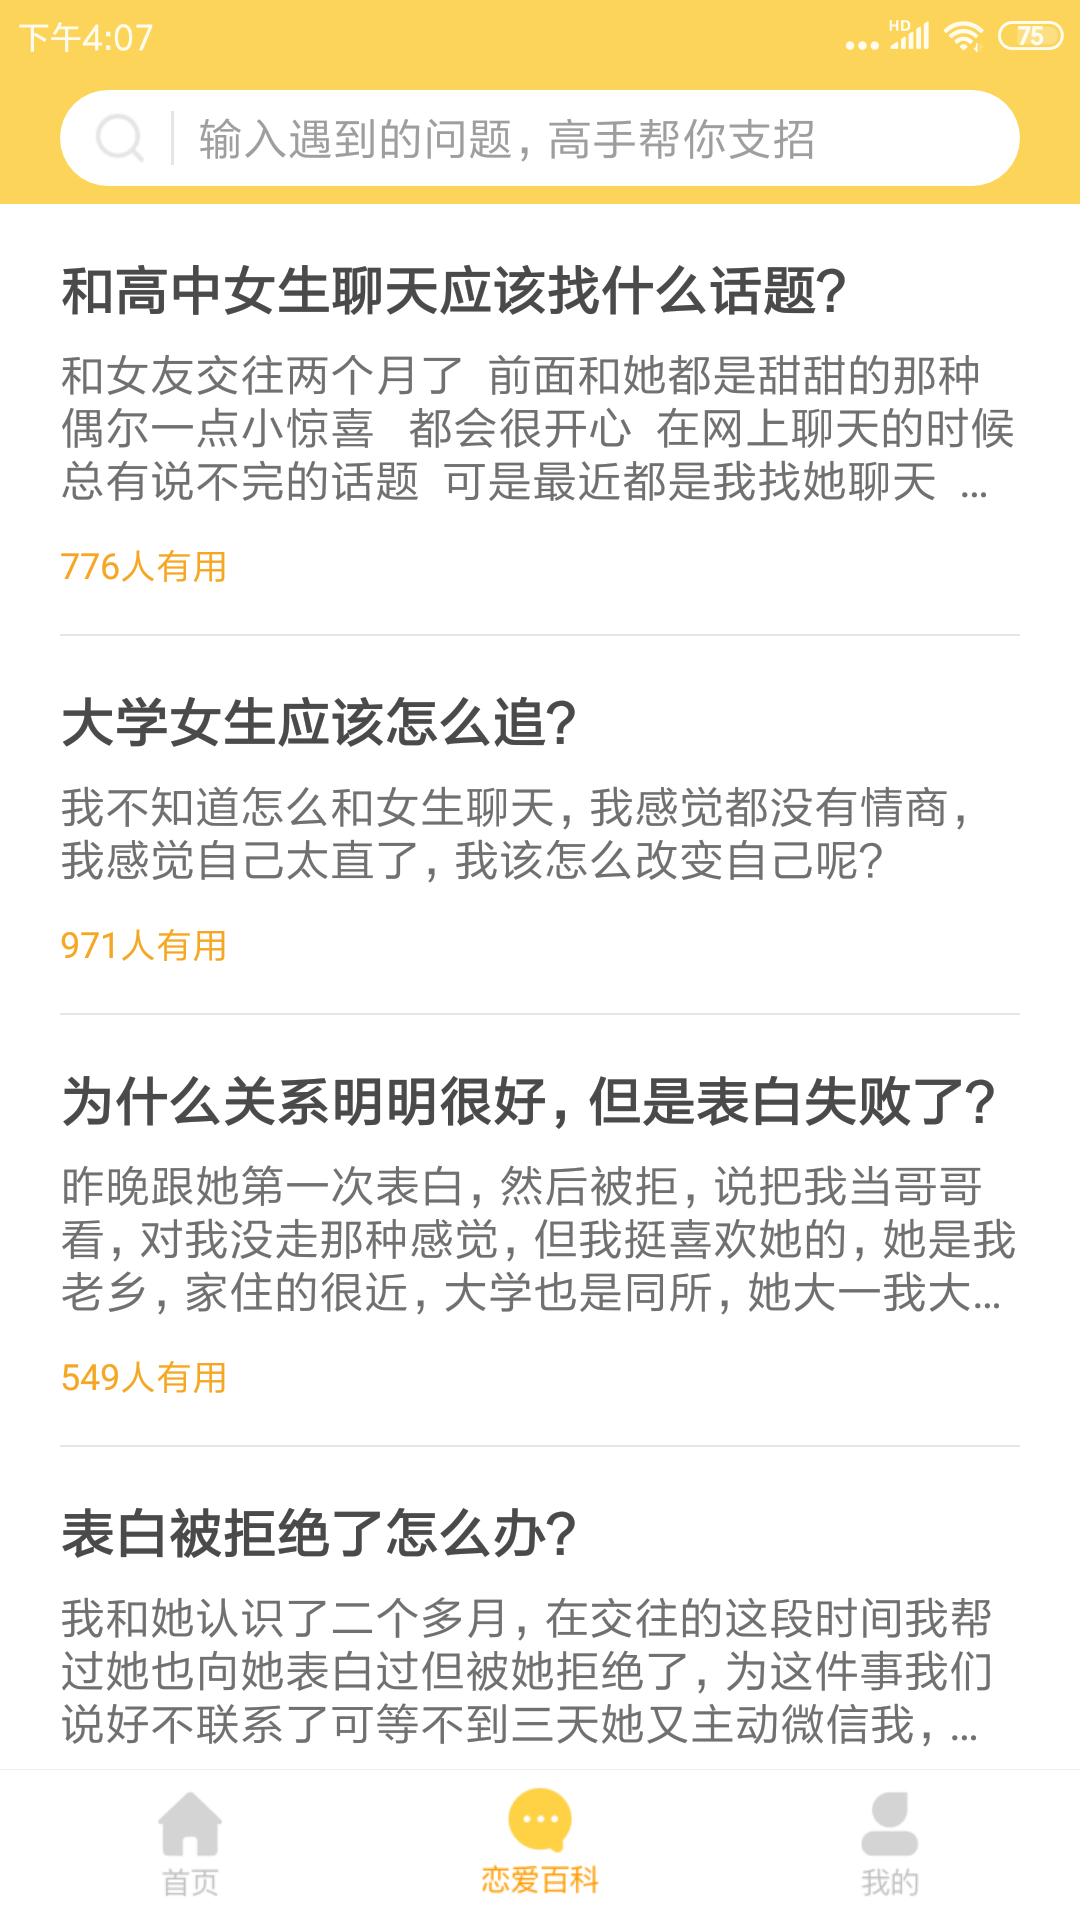 下午4:07
HD
75
输入遇到的问题，高手帮你支招
和高中女生聊天应该找什么话题？
和女友交往两个月了 前面和她都是甜甜的那种
偶尔一点小惊喜 都会很开心 在网上聊天的时候
总有说不完的话题 可是最近都是我找她聊天 ...
776人有用
大学女生应该怎么追？
我不知道怎么和女生聊天，我感觉都没有情商，
我感觉自己太直了，我该怎么改变自己呢？
971人有用
为什么关系明明很好，但是表白失败了？
昨晚跟她第一次表白，然后被拒，说把我当哥哥
看，对我没走那种感觉，但我挺喜欢她的，她是我
老乡，家住的很近，大学也是同所，她大一我大...
549人有用
表白被拒绝了怎么办？
我和她认识了二个多月，在交往的这段时间我帮
过她也向她表白过但被她拒绝了，为这件事我们
说好不联系了可等不到三天她又主动微信我，...
首页
恋爱百科
我的